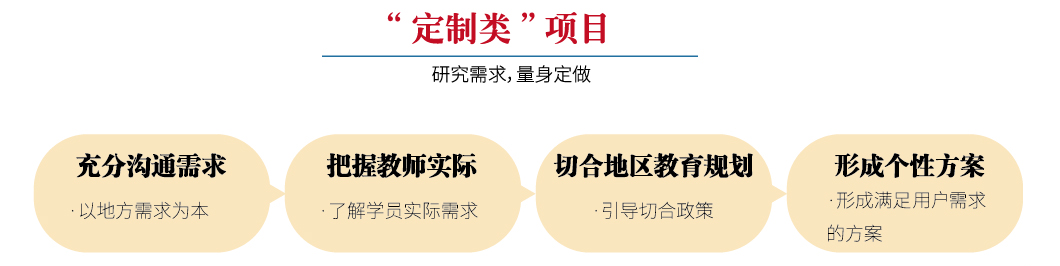 “定制类”项目
研究需求，量身定做
充分沟通需求
·以地方需求为本
把握教师实际
·了解学员实际需求
切合地区教育规划
·引导切合政策
形成个性方案
·形成满足用户需求
的方案